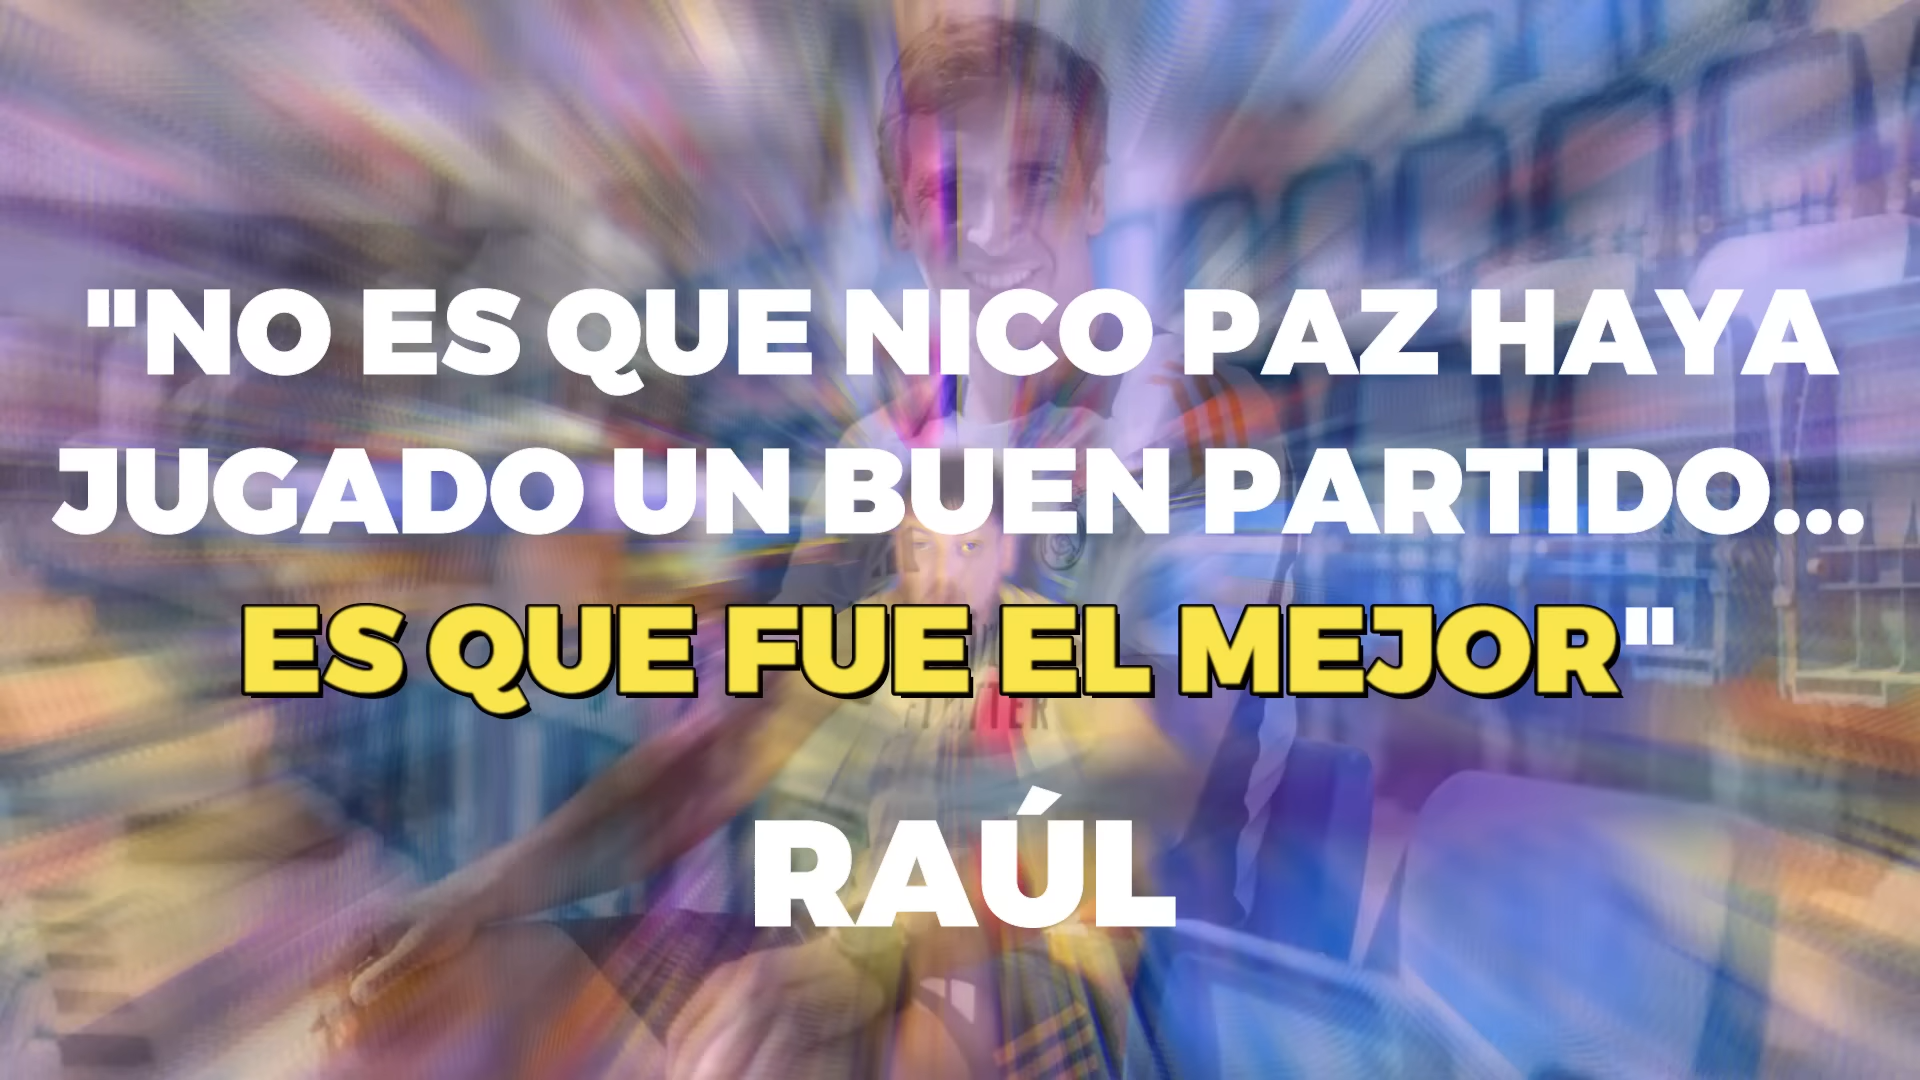 "NO ES QUE NICO PAZ HAYA
JUGADO UN BUEN PARTIDO...
ES QUE FUE EL MEJOR"
RAÚL